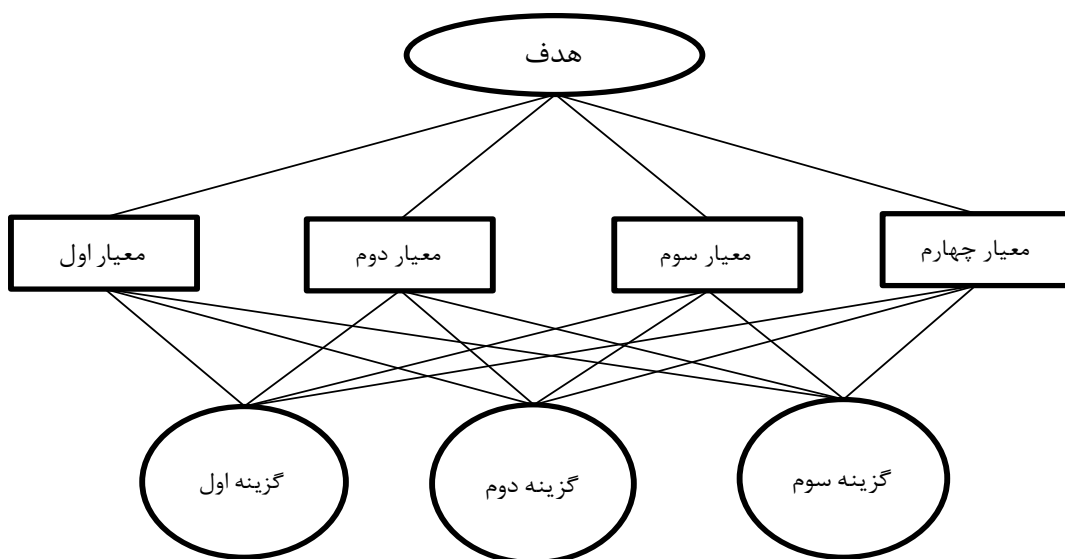 هدف
معیار چهارم
معیار سوم
معیار دوم
معیار اول
گزینه سوم
گزینه دوم
گزینه اول